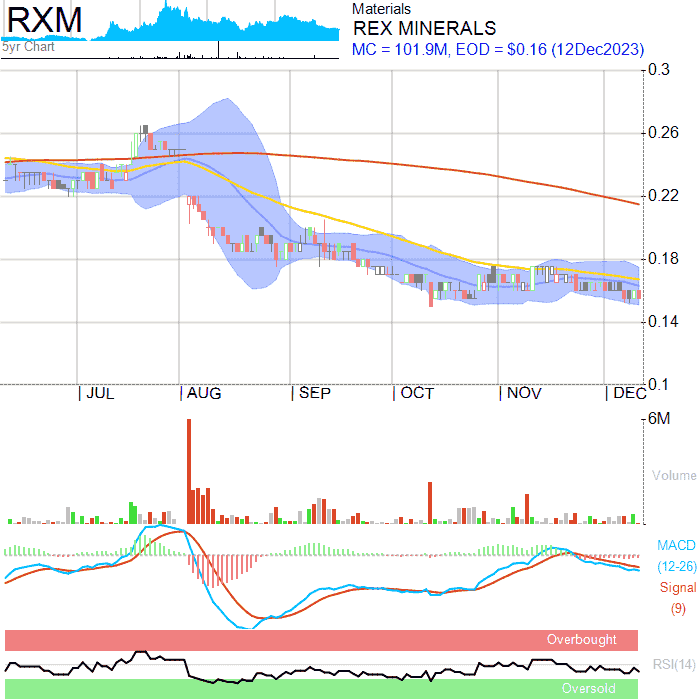 RXM
5yr Chart
Materials
REX MINERALS
MC = 101.9M, EOD = $0.16 (12Dec2023)
0.3
0.26
0.22
0.18
0.14
0.1
| JUL | AUG | SEP | OCT | NOV | DEC
6M
Volume
MACD
(12-26)
Signal
(9)
Overbought
RSI(14)
Oversold